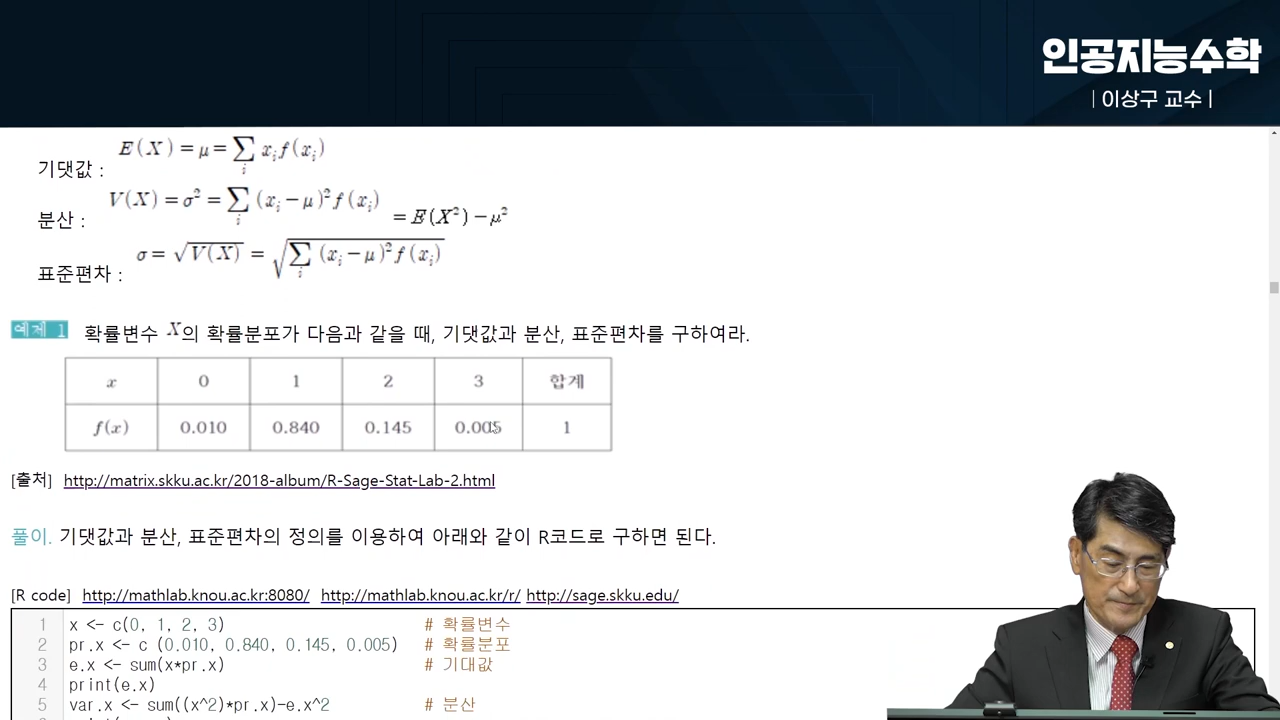 인공지능수학
| 이상구 교수 |
기댓값 : E(X) = μ = ∑_i x_i f(x_i)
분산 : V(X) = σ² = ∑_i (x_i − μ)² f(x_i) = E(X²) − μ²
표준편차 : σ = √V(X) = √∑_i (x_i − μ)² f(x_i)
예제 1 확률변수 X의 확률분포가 다음과 같을 때, 기댓값과 분산, 표준편차를 구하여라.
x 0 1 2 3 합계
f(x) 0.010 0.840 0.145 0.005 1
[출처] http://matrix.skku.ac.kr/2018-album/R-Sage-Stat-Lab-2.html
풀이. 기댓값과 분산, 표준편차의 정의를 이용하여 아래와 같이 R코드로 구하면 된다.
[R code] http://mathlab.knou.ac.kr:8080/ http://mathlab.knou.ac.kr/r/ http://sage.skku.edu/
1 x <- c(0, 1, 2, 3) # 확률변수
2 pr.x <- c (0.010, 0.840, 0.145, 0.005) # 확률분포
3 e.x <- sum(x*pr.x) # 기대값
4 print(e.x)
5 var.x <- sum((x^2)*pr.x)-e.x^2 # 분산